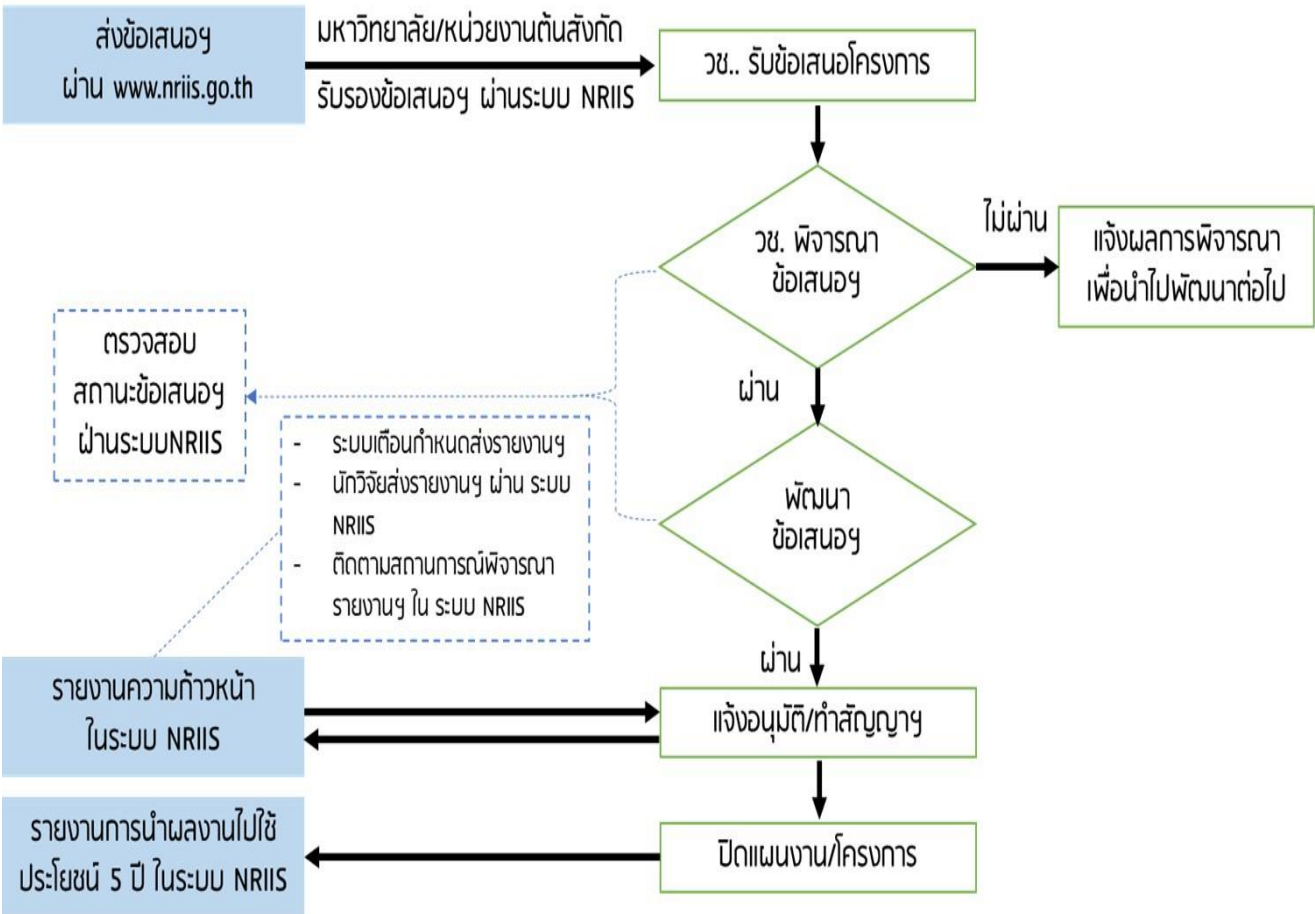 ส่งข้อเสนอฯ
ผ่าน www.nriis.go.th
มหาวิทยาลัย/หน่วยงานต้นสังกัด
รับรองข้อเสนอฯ ผ่านระบบ NRIIS
วช.. รับข้อเสนอโครงการ
วช. พิจารณา
ข้อเสนอฯ
ไม่ผ่าน
แจ้งผลการพิจารณา
เพื่อนำไปพัฒนาต่อไป
ผ่าน
ตรวจสอบ
สถานะข้อเสนอฯ
ฝ่านระบบNRIIS
- ระบบเตือนกำหนดส่งรายงานฯ
- นักวิจัยส่งรายงานฯ ผ่าน ระบบ
NRIIS
- ติดตามสถานการณ์พิจารณา
รายงานฯ ใน ระบบ NRIIS
พัฒนา
ข้อเสนอฯ
ผ่าน
รายงานความก้าวหน้า
ในระบบ NRIIS
แจ้งอนุมัติ/ทำสัญญาฯ
รายงานการนำผลงานไปใช้
ประโยชน์ 5 ปี ในระบบ NRIIS
ปิดแผนงาน/โครงการ